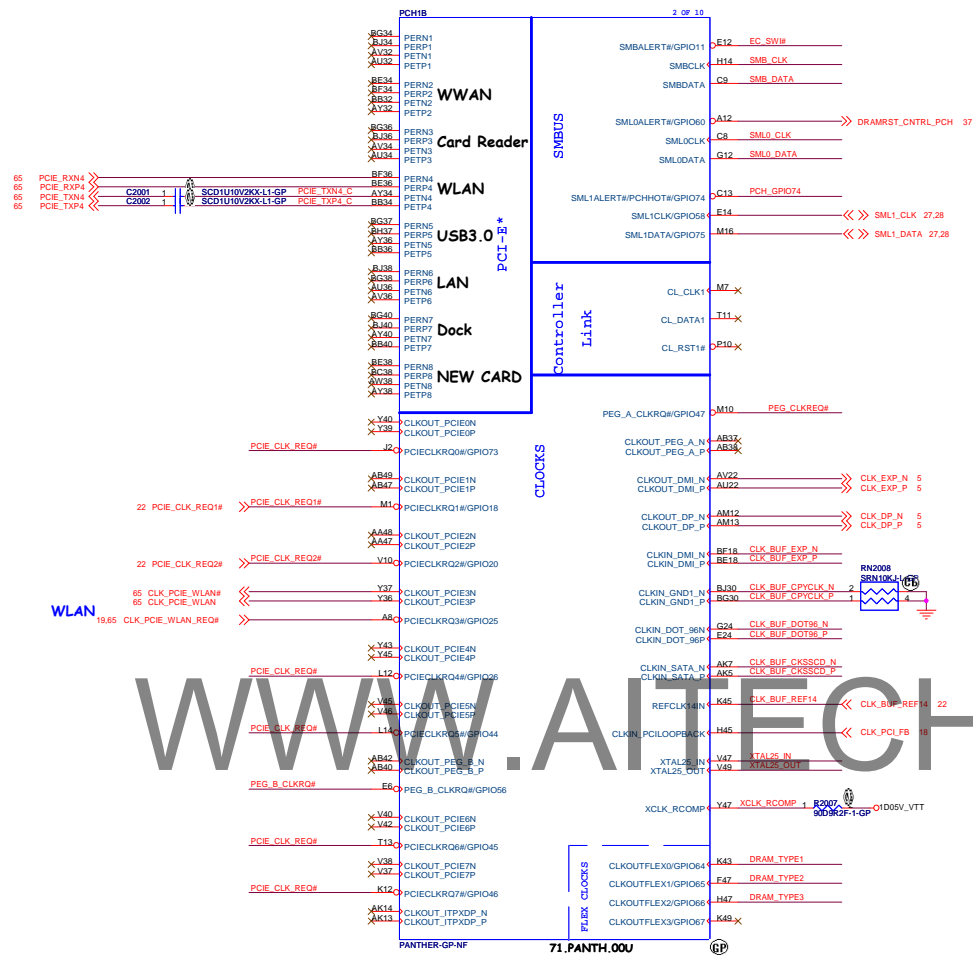 PCH1B 2 OF 10
BG34 PERN1
BJ34 PERP1
AV32 PETN1
AU32 PETP1
BE34 PERN2
BF34 PERP2
BB32 PETN2
AY32 PETP2
WWAN
BG36 PERN3
BJ36 PERP3
AV34 PETN3
AU34 PETP3
Card Reader
65 PCIE_RXN4 BF36 PERN4
65 PCIE_RXP4 BE36 PERP4
65 PCIE_TXN4 C2001 1 SCD1U10V2KX-L1-GP PCIE_TXN4_C AY34 PETN4
65 PCIE_TXP4 C2002 1 SCD1U10V2KX-L1-GP PCIE_TXP4_C BB34 PETP4
WLAN
BG37 PERN5
BH37 PERP5
AY36 PETN5
BB36 PETP5
USB3.0
PCI-E*
BJ38 PERN6
BG38 PERP6
AU36 PETN6
AV36 PETP6
LAN
BG40 PERN7
BJ40 PERP7
AY40 PETN7
BB40 PETP7
Dock
BE38 PERN8
BC38 PERP8
AW38 PETN8
AY38 PETP8
NEW CARD
Y40 CLKOUT_PCIE0N
Y39 CLKOUT_PCIE0P
PCIE_CLK_REQ# J2 PCIECLKRQ0#/GPIO73
AB49 CLKOUT_PCIE1N
AB47 CLKOUT_PCIE1P
22 PCIE_CLK_REQ1# PCIE_CLK_REQ1# M1 PCIECLKRQ1#/GPIO18
AA48 CLKOUT_PCIE2N
AA47 CLKOUT_PCIE2P
22 PCIE_CLK_REQ2# PCIE_CLK_REQ2# V10 PCIECLKRQ2#/GPIO20
65 CLK_PCIE_WLAN# Y37 CLKOUT_PCIE3N
65 CLK_PCIE_WLAN Y36 CLKOUT_PCIE3P
WLAN
19,65 CLK_PCIE_WLAN_REQ# A8 PCIECLKRQ3#/GPIO25
Y43 CLKOUT_PCIE4N
Y45 CLKOUT_PCIE4P
PCIE_CLK_REQ# L12 PCIECLKRQ4#/GPIO26
V45 CLKOUT_PCIE5N
V46 CLKOUT_PCIE5P
PCIE_CLK_REQ# L14 PCIECLKRQ5#/GPIO44
AB42 CLKOUT_PEG_B_N
AB40 CLKOUT_PEG_B_P
PEG_B_CLKRQ# E6 PEG_B_CLKRQ#/GPIO56
V40 CLKOUT_PCIE6N
V42 CLKOUT_PCIE6P
PCIE_CLK_REQ# T13 PCIECLKRQ6#/GPIO45
V38 CLKOUT_PCIE7N
V37 CLKOUT_PCIE7P
PCIE_CLK_REQ# K12 PCIECLKRQ7#/GPIO46
AK14 CLKOUT_ITPXDP_N
AK13 CLKOUT_ITPXDP_P
SMBUS
SMBALERT#/GPIO11 E12 EC_SWI#
SMBCLK H14 SMB_CLK
SMBDATA C9 SMB_DATA
SML0ALERT#/GPIO60 A12 DRAMRST_CNTRL_PCH 37
SML0CLK C8 SML0_CLK
SML0DATA G12 SML0_DATA
SML1ALERT#/PCHHOT#/GPIO74 C13 PCH_GPIO74
SML1CLK/GPIO58 E14 SML1_CLK 27,28
SML1DATA/GPIO75 M16 SML1_DATA 27,28
Controller
Link
CL_CLK1 M7
CL_DATA1 T11
CL_RST1# P10
CLOCKS
PEG_A_CLKRQ#/GPIO47 M10 PEG_CLKREQ#
CLKOUT_PEG_A_N AB37
CLKOUT_PEG_A_P AB38
CLKOUT_DMI_N AV22 CLK_EXP_N 5
CLKOUT_DMI_P AU22 CLK_EXP_P 5
CLKOUT_DP_N AM12 CLK_DP_N 5
CLKOUT_DP_P AM13 CLK_DP_P 5
CLKIN_DMI_N BF18 CLK_BUF_EXP_N
CLKIN_DMI_P BE18 CLK_BUF_EXP_P
RN2008
SRN10KJ-L-GP
CLKIN_GND1_N BJ30 CLK_BUF_CPYCLK_N 2 3
CLKIN_GND1_P BG30 CLK_BUF_CPYCLK_P 1 4
CLKIN_DOT_96N G24 CLK_BUF_DOT96_N
CLKIN_DOT_96P E24 CLK_BUF_DOT96_P
CLKIN_SATA_N AK7 CLK_BUF_CKSSCD_N
CLKIN_SATA_P AK5 CLK_BUF_CKSSCD_P
REFCLK14IN K45 CLK_BUF_REF14 CLK_BUF_REF14 22
CLKIN_PCILOOPBACK H45 CLK_PCI_FB 18
XTAL25_IN V47 XTAL25_IN
XTAL25_OUT V49 XTAL25_OUT
XCLK_RCOMP Y47 XCLK_RCOMP 1 R2007 1D05V_VTT
90D9R2F-1-GP
FLEX CLOCKS
CLKOUTFLEX0/GPIO64 K43 DRAM_TYPE1
CLKOUTFLEX1/GPIO65 F47 DRAM_TYPE2
CLKOUTFLEX2/GPIO66 H47 DRAM_TYPE3
CLKOUTFLEX3/GPIO67 K49
PANTHER-GP-NF 71.PANTH.00U GP
WWW.AITECH